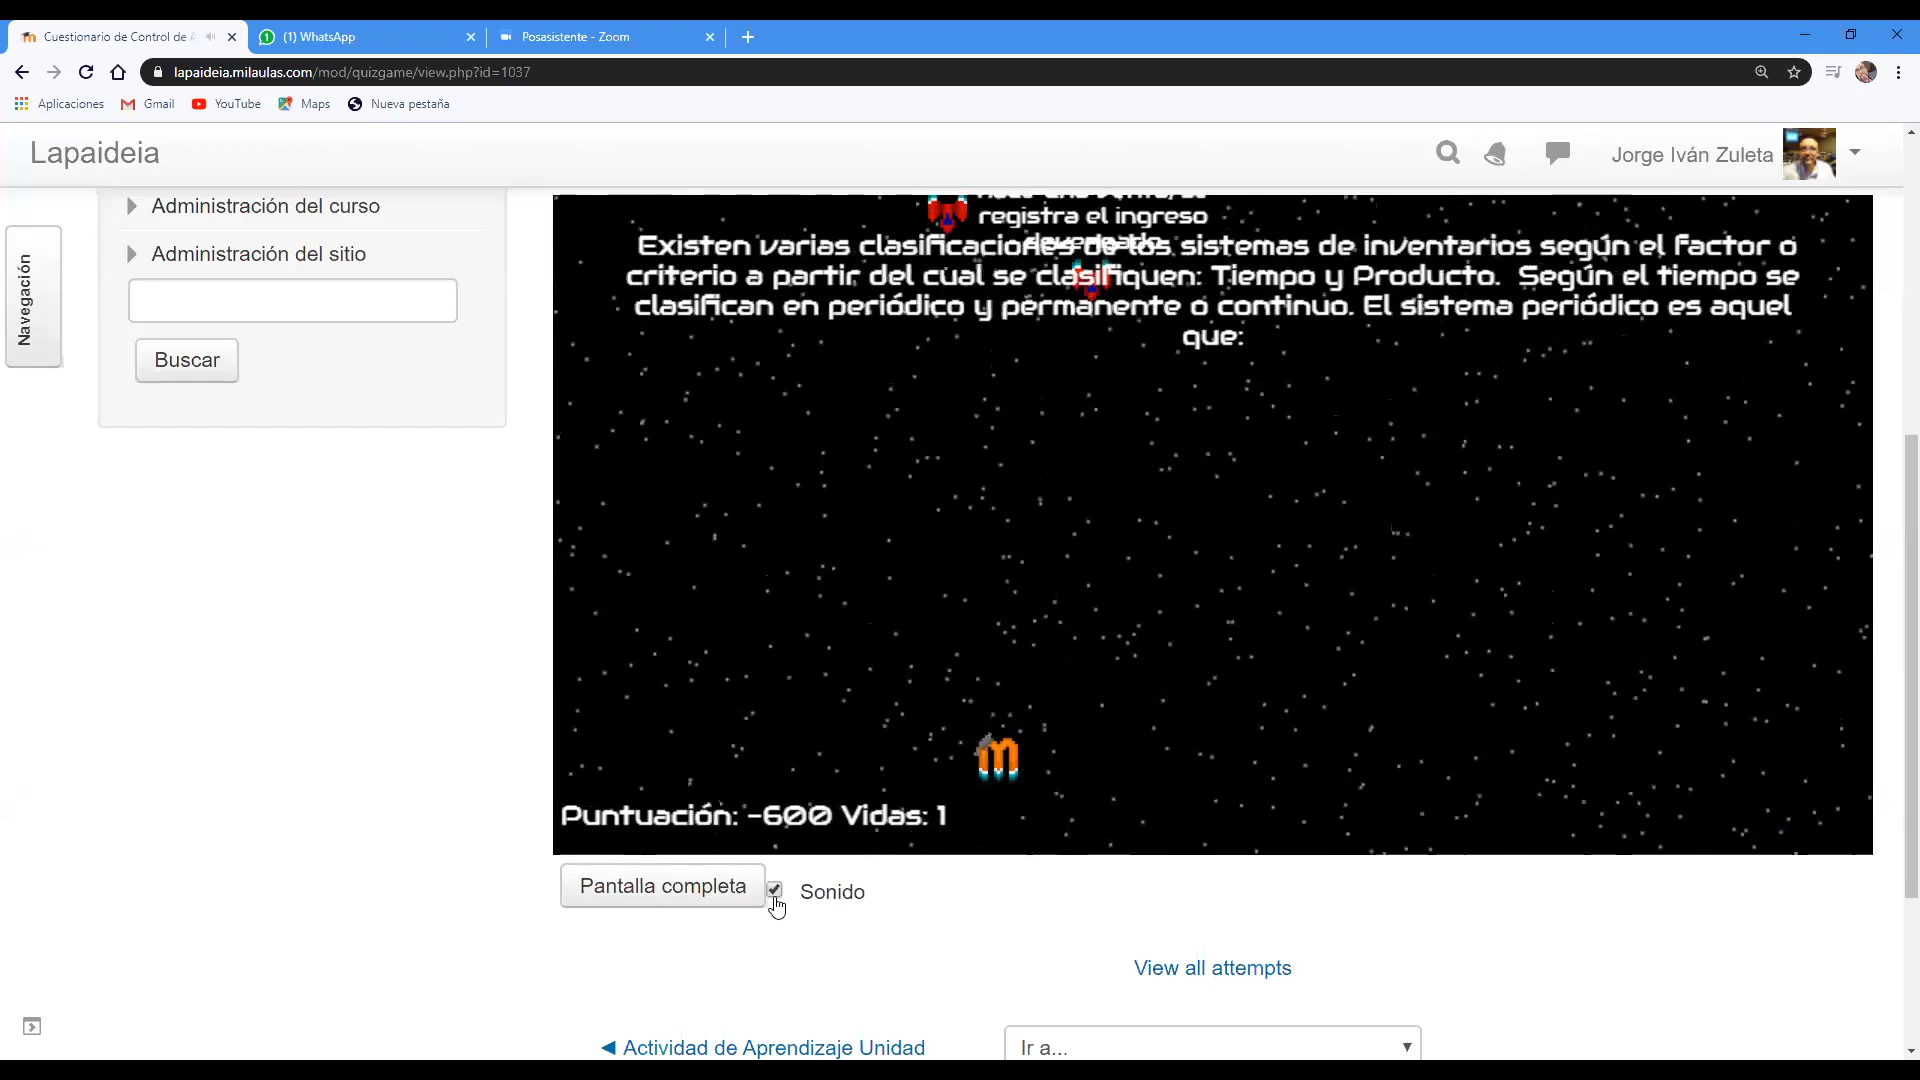 Cuestionario de Control de
(1) WhatsApp
Posasistente - Zoom
lapaideia.milaulas.com/mod/quizgame/view.php?id=1037
Aplicaciones
Gmail
YouTube
Maps
Nueva pestaña
Lapaideia
Jorge Iván Zuleta
Navegación
Administración del curso
Administración del sitio
Buscar
registra el ingreso
Existen varias clasificaciones de los sistemas de inventarios según el factor o
criterio a partir del cual se clasifiquen: Tiempo y Producto. Según el tiempo se
clasifican en periódico y permanente o continuo. El sistema periódico es aquel
que:
Puntuación: -600 Vidas: 1
Pantalla completa
Sonido
View all attempts
◄ Actividad de Aprendizaje Unidad
Ir a...